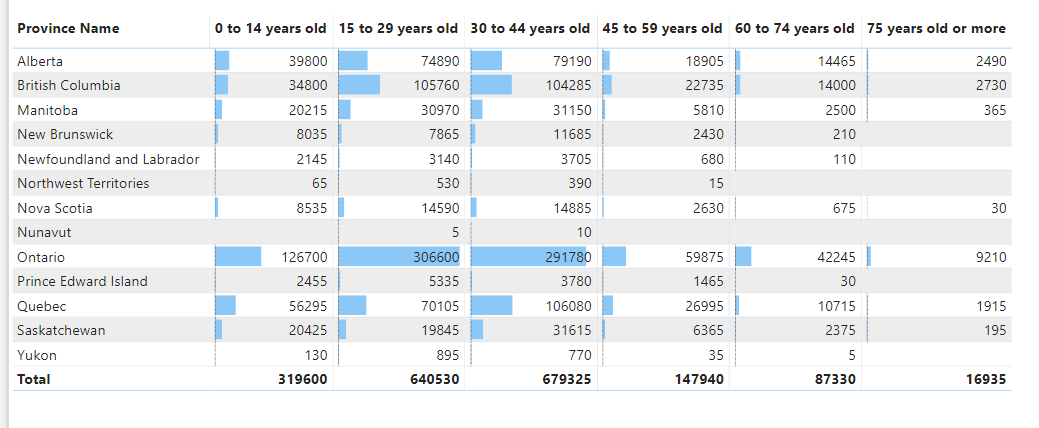 Province Name 0 to 14 years old 15 to 29 years old 30 to 44 years old 45 to 59 years old 60 to 74 years old 75 years old or more
Alberta 39800 74890 79190 18905 14465 2490
British Columbia 34800 105760 104285 22735 14000 2730
Manitoba 20215 30970 31150 5810 2500 365
New Brunswick 8035 7865 11685 2430 210
Newfoundland and Labrador 2145 3140 3705 680 110
Northwest Territories 65 530 390 15
Nova Scotia 8535 14590 14885 2630 675 30
Nunavut 5 10
Ontario 126700 306600 291780 59875 42245 9210
Prince Edward Island 2455 5335 3780 1465 30
Quebec 56295 70105 106080 26995 10715 1915
Saskatchewan 20425 19845 31615 6365 2375 195
Yukon 130 895 770 35 5
Total 319600 640530 679325 147940 87330 16935